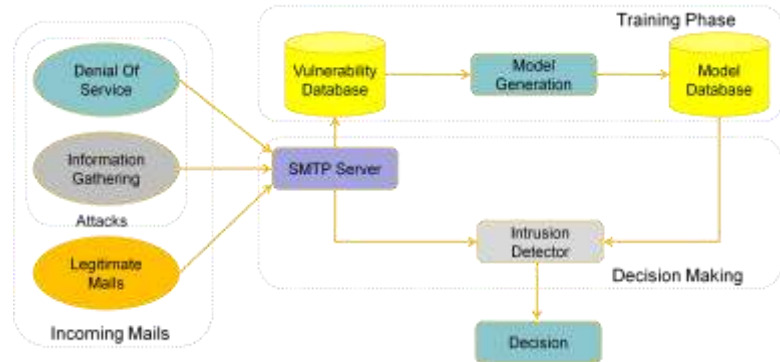 Training Phase
Denial Of
Service
Vulnerability
Database
Model
Generation
Model
Database
Information
Gathering
SMTP Server
Attacks
Legitimate
Mails
Intrusion
Detector
Decision Making
Incoming Mails
Decision